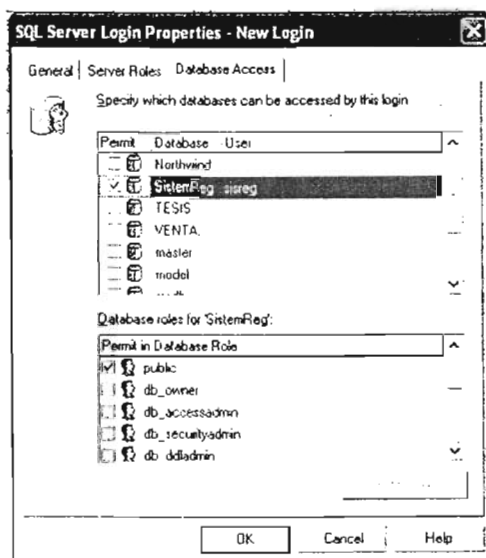 SQL Server Login Properties - New Login
General Server Roles Database Access
Specify which databases can be accessed by this login
Permit Database User
Northwind
SistemReg sisreg
TESIS
VENTA
master
model
Database roles for 'SistemReg':
Permit in Database Role
public
db_owner
db_accessadmin
db_securityadmin
db_ddladmin
OK Cancel Help